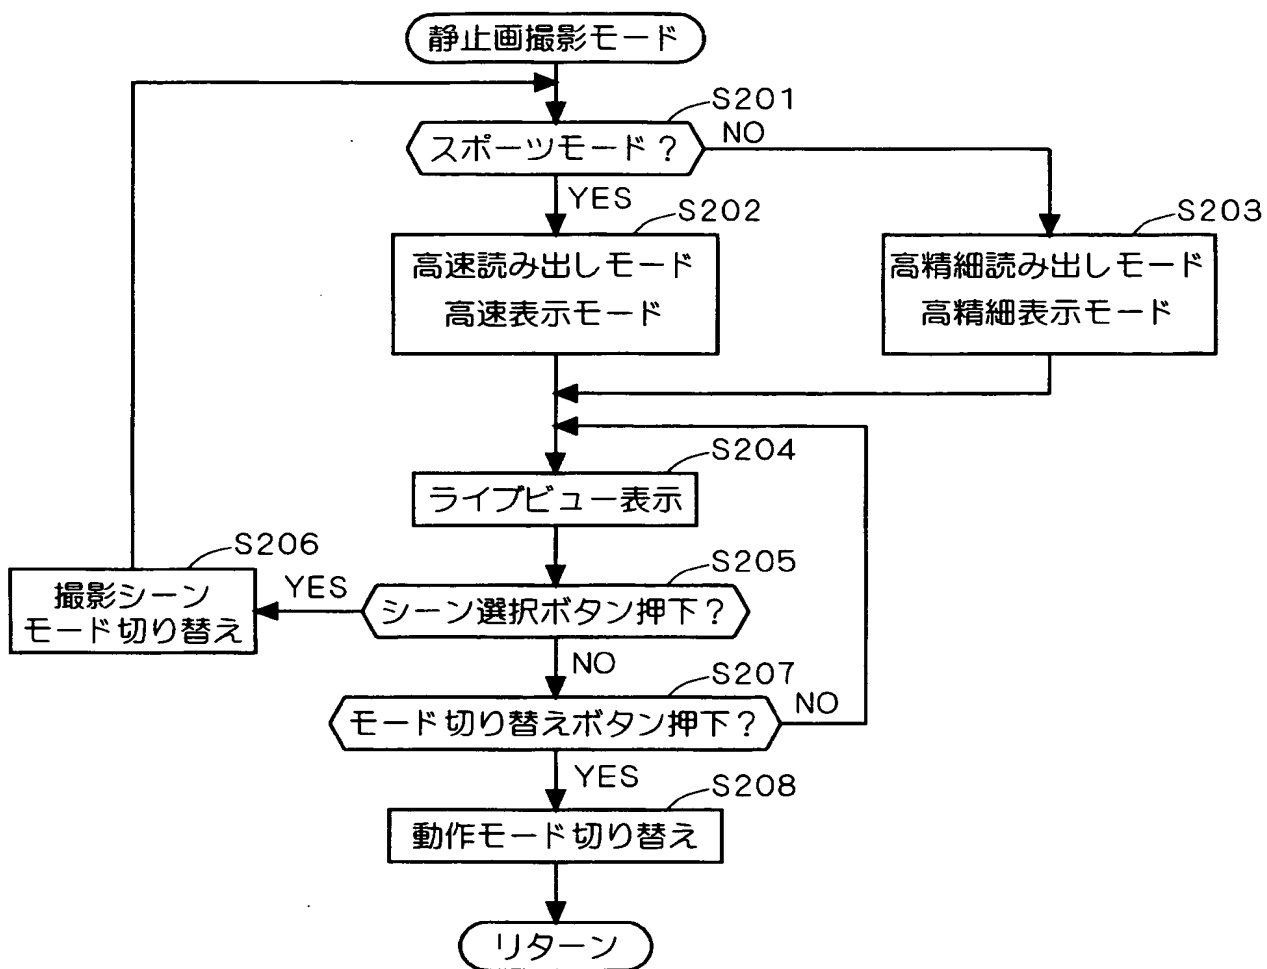 静止画撮影モード
S201
スポーツモード？
NO
YES
S202
高速読み出しモード
高速表示モード
S203
高精細読み出しモード
高精細表示モード
S204
ライブビュー表示
S205
シーン選択ボタン押下？
YES
S206
撮影シーン
モード切り替え
NO
S207
モード切り替えボタン押下？
NO
YES
S208
動作モード切り替え
リターン